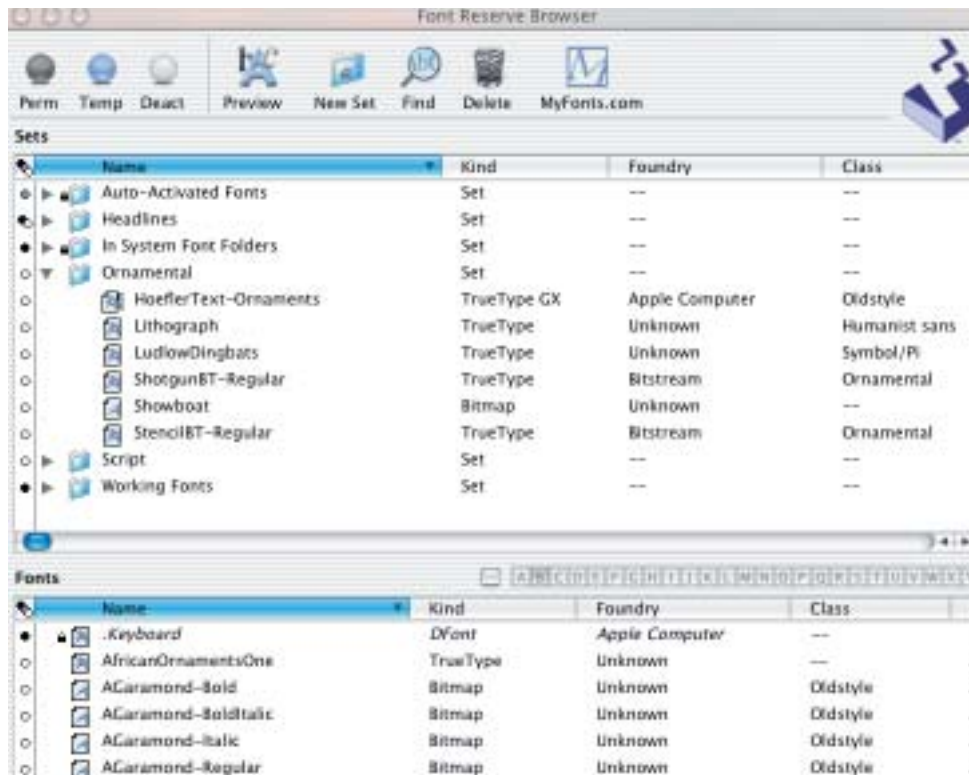 Font Reserve Browser
Perm Temp Deact Preview New Set Find Delete MyFonts.com
Sets
Name Kind Foundry Class
Auto-Activated Fonts Set -- --
Headlines Set -- --
In System Font Folders Set -- --
Ornamental Set -- --
HoeflerText-Ornaments TrueType GX Apple Computer Oldstyle
Lithograph TrueType Unknown Humanist sans
LudlowDingbats TrueType Unknown Symbol/Pi
ShotgunBT-Regular TrueType Bitstream Ornamental
Showboat Bitmap Unknown --
StencilBT-Regular TrueType Bitstream Ornamental
Script Set -- --
Working Fonts Set -- --
Fonts A B C D E F G H I J K L M N O P Q R S T U V W X Y
Name Kind Foundry Class
.Keyboard DFont Apple Computer --
AfricanOrnamentsOne TrueType Unknown --
AGaramond-Bold Bitmap Unknown Oldstyle
AGaramond-BoldItalic Bitmap Unknown Oldstyle
AGaramond-Italic Bitmap Unknown Oldstyle
AGaramond-Regular Bitmap Unknown Oldstyle